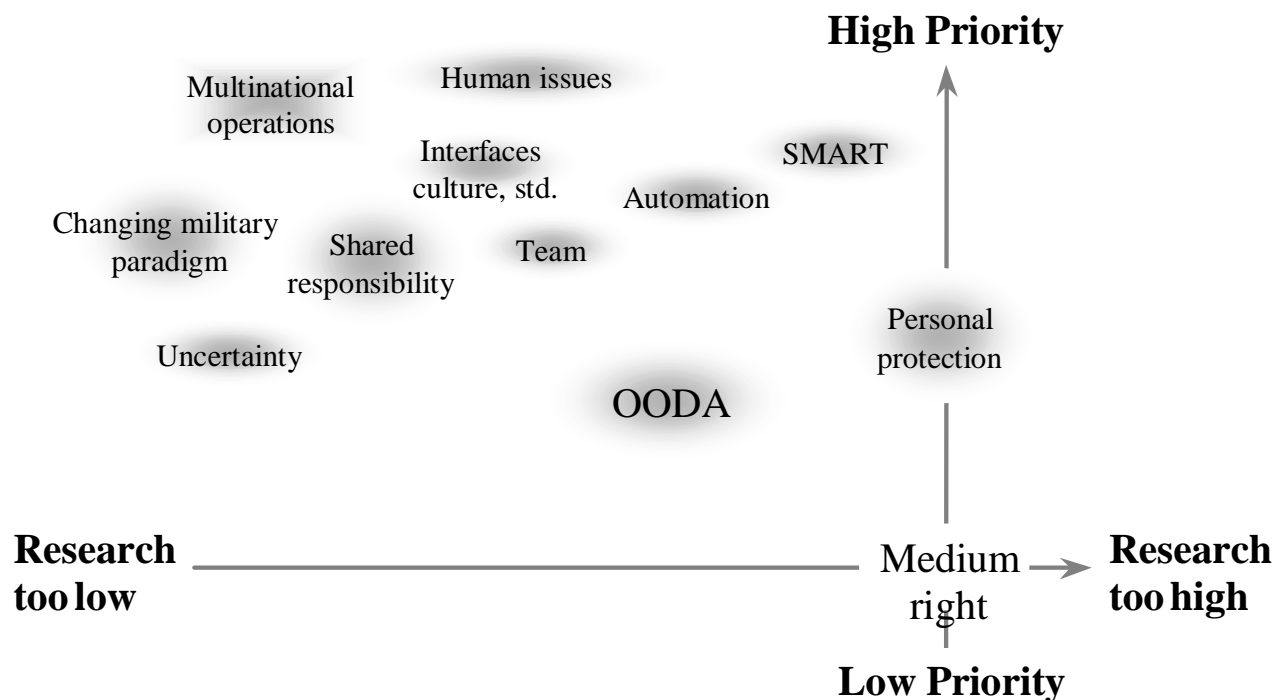 High Priority
Multinational
operations
Human issues
Interfaces
culture, std.
SMART
Automation
Changing military
paradigm
Shared
responsibility
Team
Personal
protection
Uncertainty
OODA
Research
too low
Medium
right
Research
too high
Low Priority